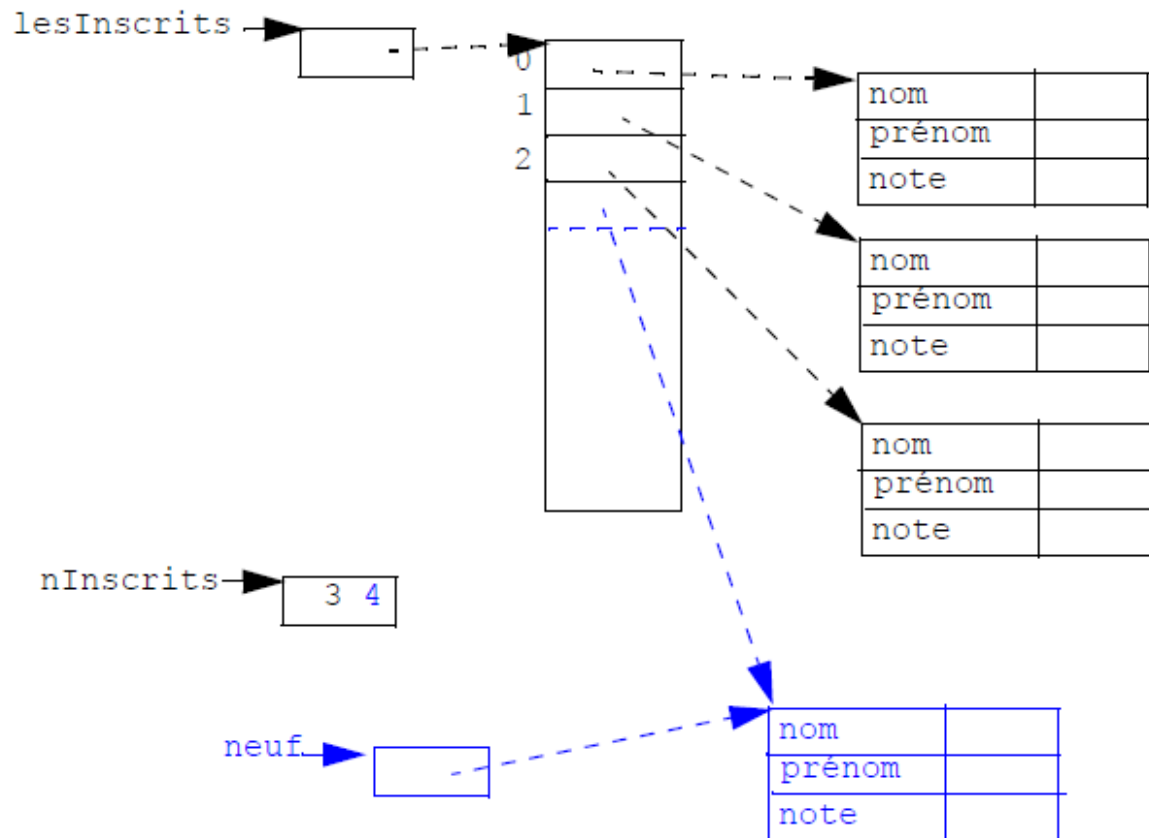 lesInscrits
0
1
2
nom
prénom
note
nom
prénom
note
nom
prénom
note
nInscrits
3 4
neuf
nom
prénom
note